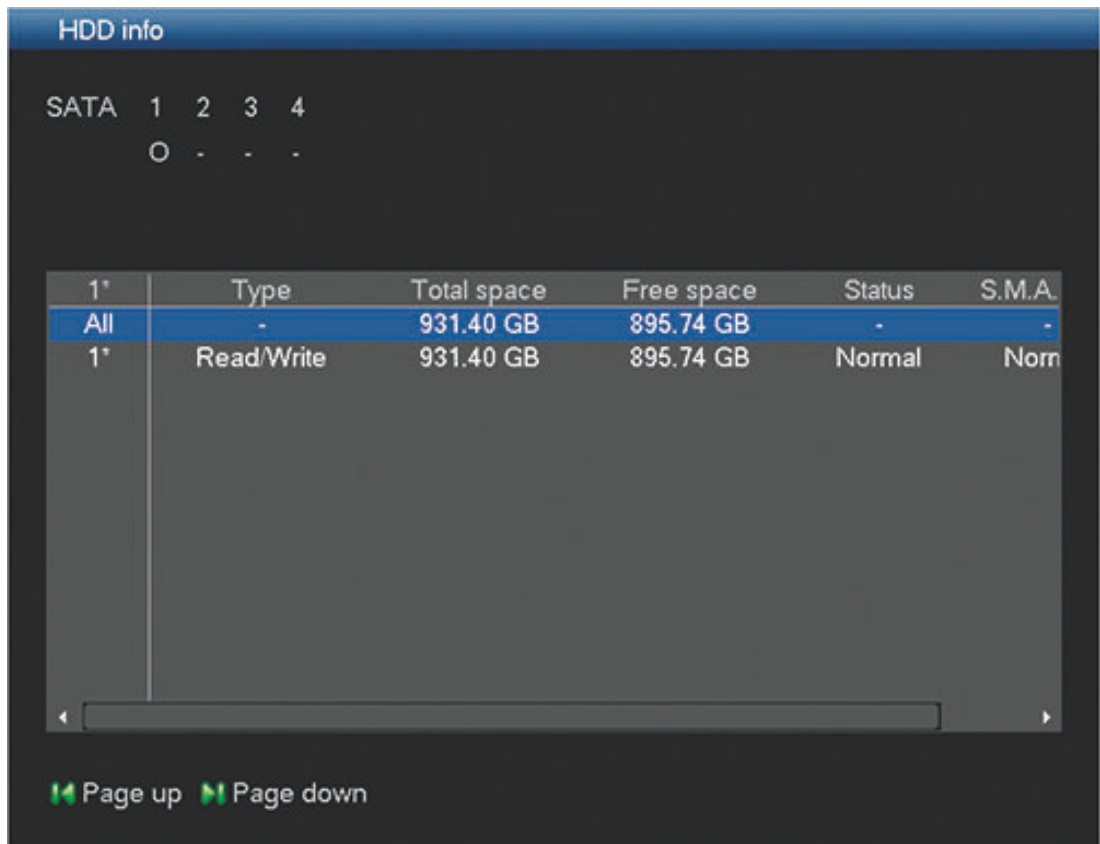 HDD info
SATA 1 2 3 4
O - - -
1* Type Total space Free space Status S.M.A.
All - 931.40 GB 895.74 GB - -
1* Read/Write 931.40 GB 895.74 GB Normal Norm
Page up Page down